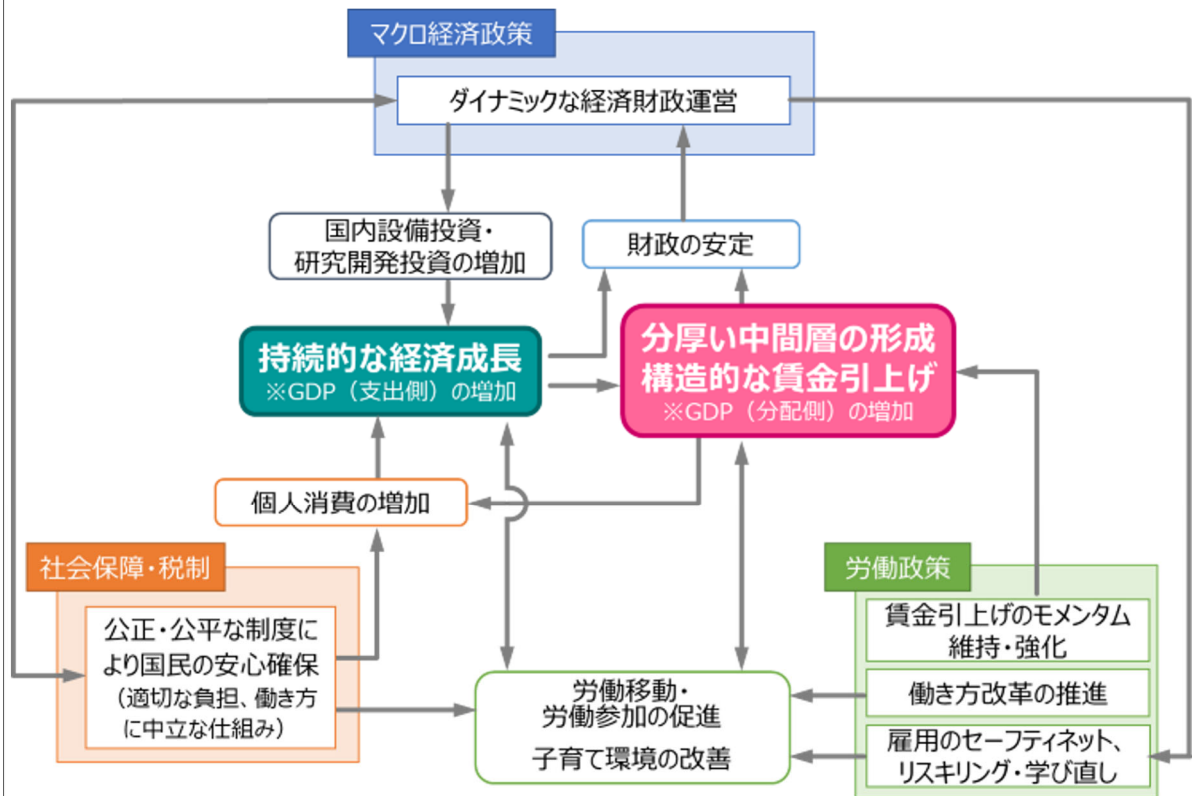 マクロ経済政策
ダイナミックな経済財政運営
国内設備投資・
研究開発投資の増加
財政の安定
持続的な経済成長
※GDP（支出側）の増加
分厚い中間層の形成
構造的な賃金引上げ
※GDP（分配側）の増加
個人消費の増加
社会保障・税制
公正・公平な制度に
より国民の安心確保
（適切な負担、働き方
に中立な仕組み）
労働移動・
労働参加の促進
子育て環境の改善
労働政策
賃金引上げのモメンタム
維持・強化
働き方改革の推進
雇用のセーフティネット、
リスキリング・学び直し